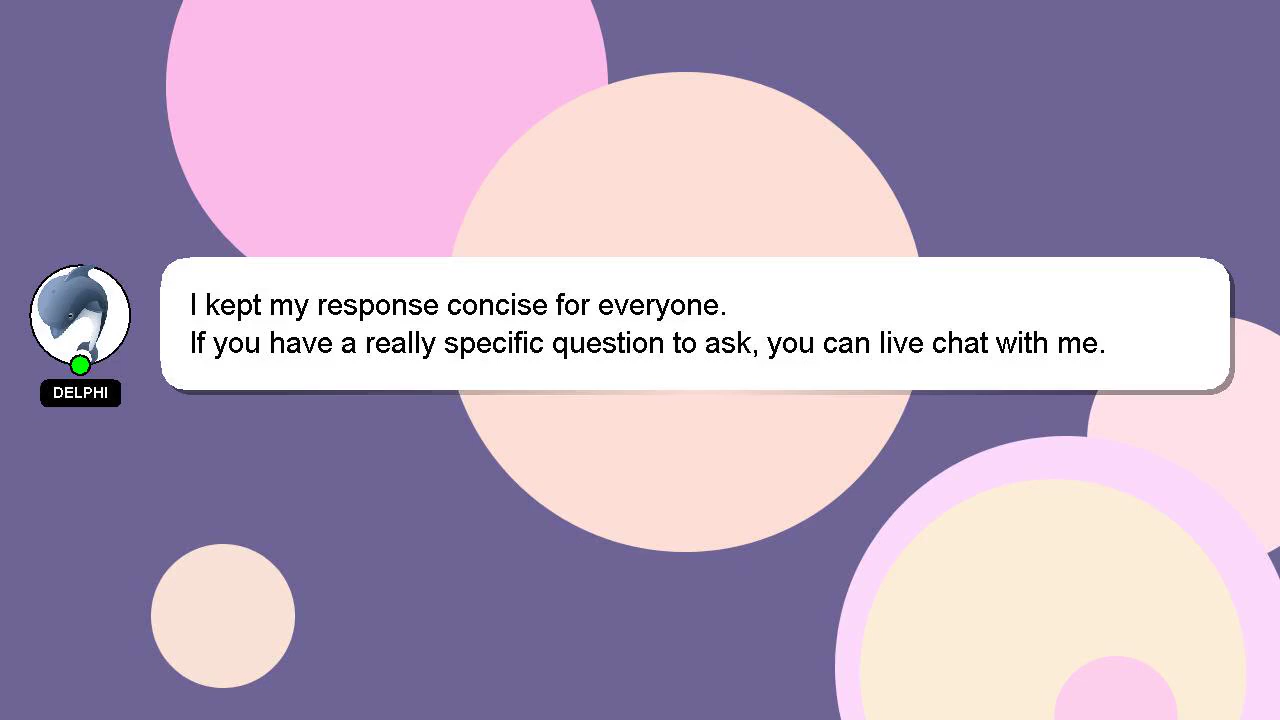 I kept my response concise for everyone.
If you have a really specific question to ask, you can live chat with me.
DELPHI